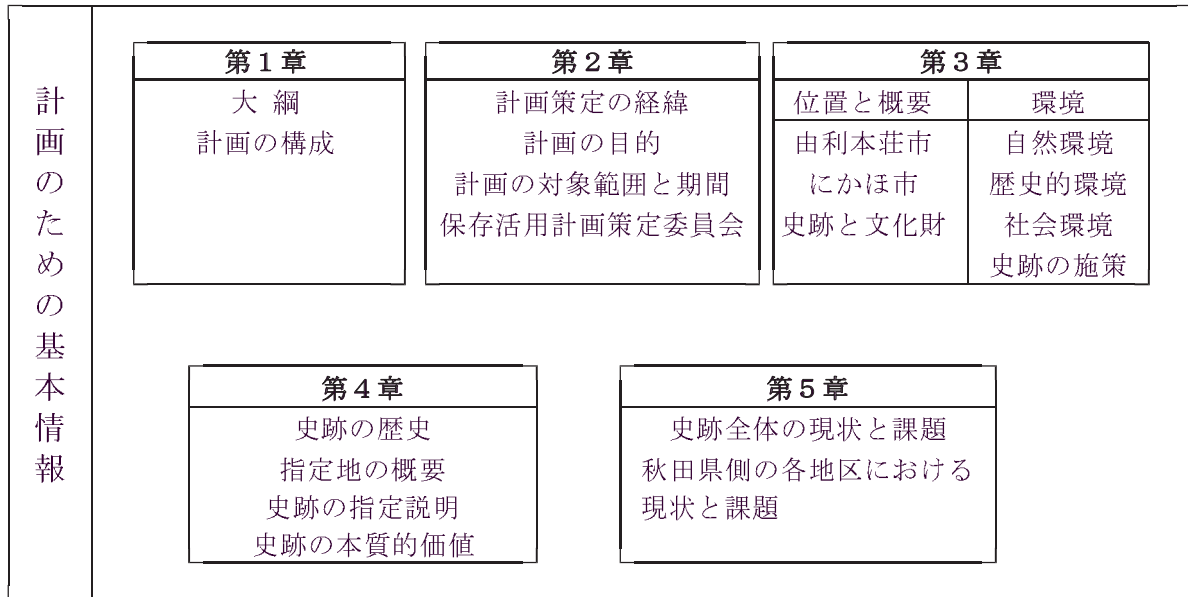 計画のための基本情報
第1章
大 綱
計画の構成
第2章
計画策定の経緯
計画の目的
計画の対象範囲と期間
保存活用計画策定委員会
第3章
位置と概要
由利本荘市
にかほ市
史跡と文化財
環境
自然環境
歴史的環境
社会環境
史跡の施策
第4章
史跡の歴史
指定地の概要
史跡の指定説明
史跡の本質的価値
第5章
史跡全体の現状と課題
秋田県側の各地区における
現状と課題